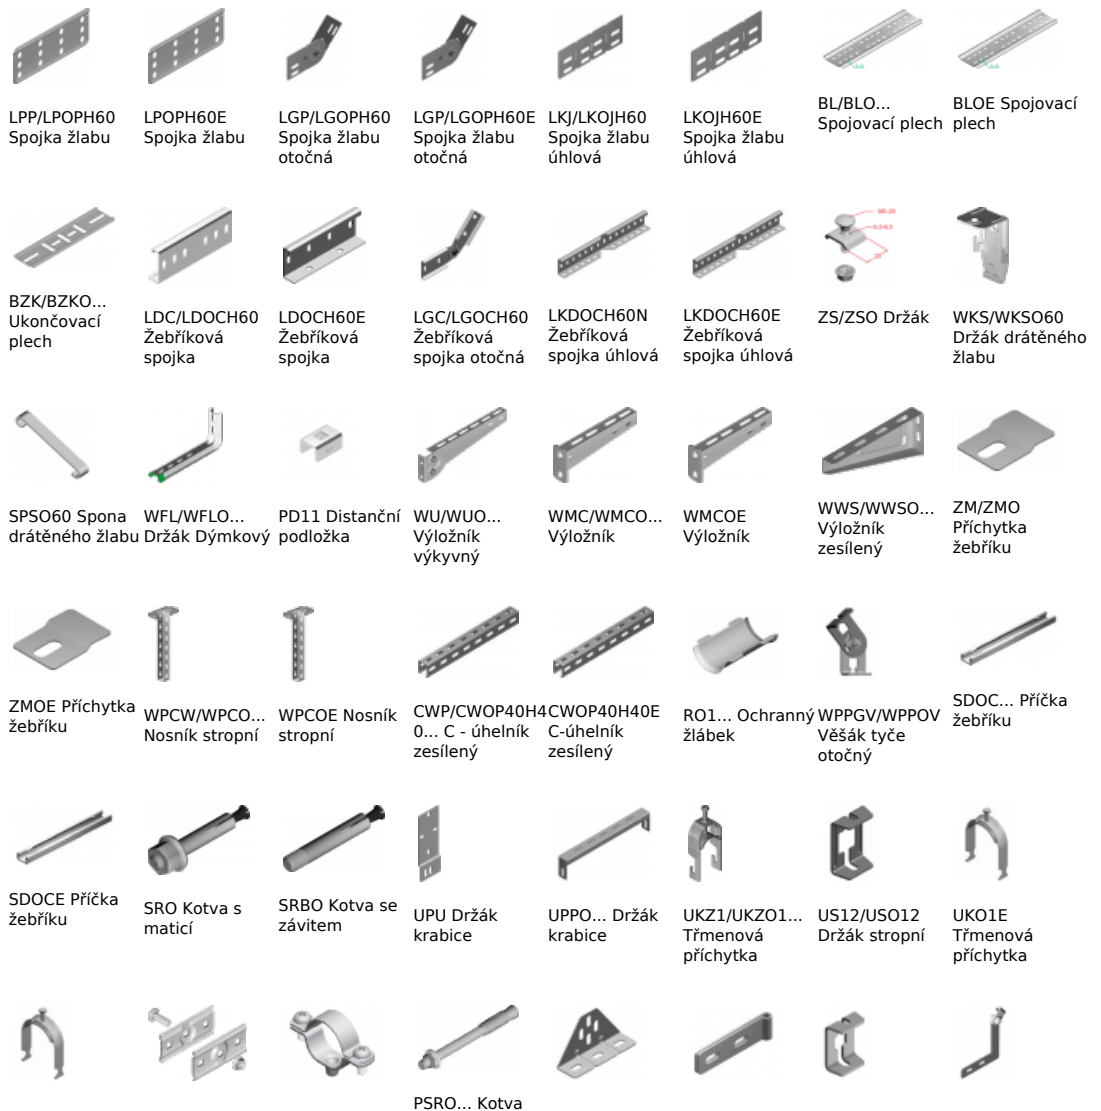 LPP/LPOPH60
Spojka žlabu
LPOPH60E
Spojka žlabu
LGP/LGOPH60
Spojka žlabu
otočná
LGP/LGOPH60E
Spojka žlabu
otočná
LKJ/LKOJH60
Spojka žlabu
úhlová
LKOJH60E
Spojka žlabu
úhlová
BL/BLO...
Spojovací plech
BLOE Spojovací
plech
BZK/BZKO...
Ukončovací
plech
LDC/LDOCH60
Žebříková
spojka
LDOCH60E
Žebříková
spojka
LGC/LGOCH60
Žebříková
spojka otočná
LKDOCH60N
Žebříková
spojka úhlová
LKDOCH60E
Žebříková
spojka úhlová
ZS/ZSO Držák
WKS/WKSO60
Držák drátěného
žlabu
SPSO60 Spona
drátěného žlabu
WFL/WFLO...
Držák Dýmkový
PD11 Distanční
podložka
WU/WUO...
Výložník
výkyvný
WMC/WMCO...
Výložník
WMCOE
Výložník
WWS/WWSO...
Výložník
zesílený
ZM/ZMO
Příchytka
žebříku
ZMOE Příchytka
žebříku
WPCW/WPCO...
Nosník stropní
WPCOE Nosník
stropní
CWP/CWOP40H4
0... C - úhelník
zesílený
CWOP40H40E
C-úhelník
zesílený
RO1... Ochranný
žlábek
WPPGV/WPPOV
Věšák tyče
otočný
SDOC... Příčka
žebříku
SDOCE Příčka
žebříku
SRO Kotva s
maticí
SRBO Kotva se
závitem
UPU Držák
krabice
UPPO... Držák
krabice
UKZ1/UKZO1...
Třmenová
příchytka
US12/USO12
Držák stropní
UKO1E
Třmenová
příchytka
PSRO... Kotva